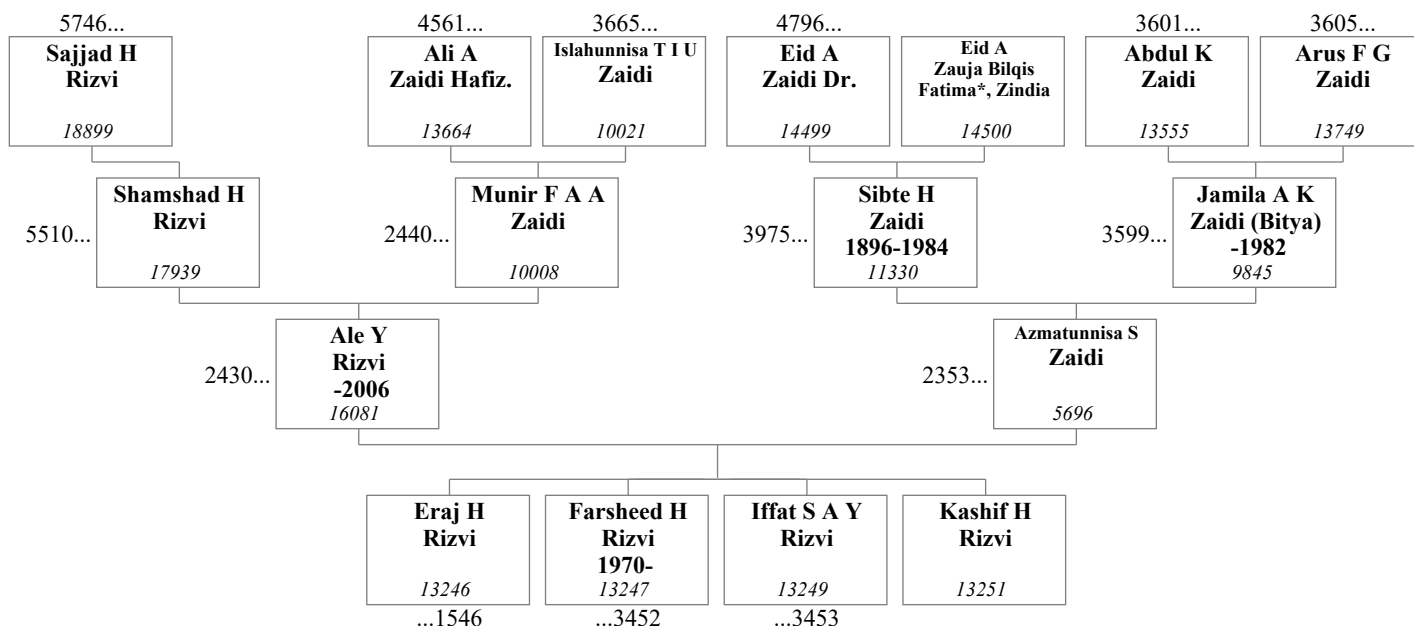 5746...
4561...
3665...
4796...
3601...
3605...
Sajjad H
Rizvi
18899
Ali A
Zaidi Hafiz.
13664
Islahunnisa T I U
Zaidi
10021
Eid A
Zaidi Dr.
14499
Eid A
Zauja Bilqis
Fatima*, Zindia
14500
Abdul K
Zaidi
13555
Arus F G
Zaidi
13749
5510...
Shamshad H
Rizvi
17939
2440...
Munir F A A
Zaidi
10008
3975...
Sibte H
Zaidi
1896-1984
11330
3599...
Jamila A K
Zaidi (Bitya)
-1982
9845
2430...
Ale Y
Rizvi
-2006
16081
2353...
Azmatunnisa S
Zaidi
5696
Eraj H
Rizvi
13246
...1546
Farsheed H
Rizvi
1970-
13247
...3452
Iffat S A Y
Rizvi
13249
...3453
Kashif H
Rizvi
13251